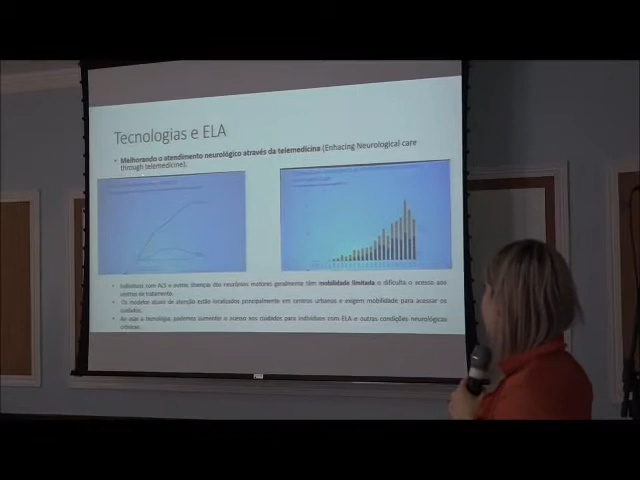 Tecnologias e ELA
• Melhorando o atendimento neurológico através da telemedicina (Enhacing Neurological care
through telemedicine).
• Indivíduos com ALS e outras doenças dos neurônios motores geralmente têm mobilidade limitada o dificulta o acesso aos
centros de tratamento.
• Os modelos atuais de atenção estão localizados principalmente em centros urbanos e exigem mobilidade para acessar os
cuidados.
• Ao usar a tecnologia, podemos aumentar o acesso aos cuidados para indivíduos com ELA e outras condições neurológicas
crônicas.